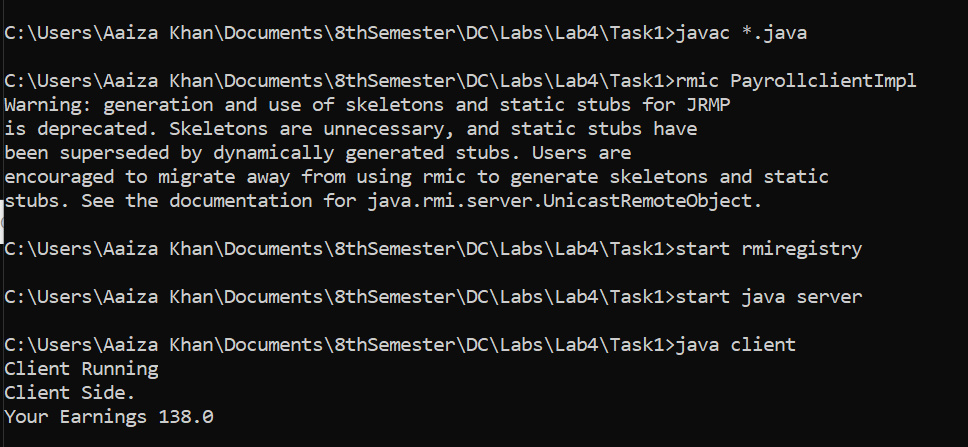 C:\Users\Aaiza Khan\Documents\8thSemester\DC\Labs\Lab4\Task1>javac *.java
C:\Users\Aaiza Khan\Documents\8thSemester\DC\Labs\Lab4\Task1>rmic PayrollclientImpl
Warning: generation and use of skeletons and static stubs for JRMP
is deprecated. Skeletons are unnecessary, and static stubs have
been superseded by dynamically generated stubs. Users are
encouraged to migrate away from using rmic to generate skeletons and static
stubs. See the documentation for java.rmi.server.UnicastRemoteObject.
C:\Users\Aaiza Khan\Documents\8thSemester\DC\Labs\Lab4\Task1>start rmiregistry
C:\Users\Aaiza Khan\Documents\8thSemester\DC\Labs\Lab4\Task1>start java server
C:\Users\Aaiza Khan\Documents\8thSemester\DC\Labs\Lab4\Task1>java client
Client Running
Client Side.
Your Earnings 138.0